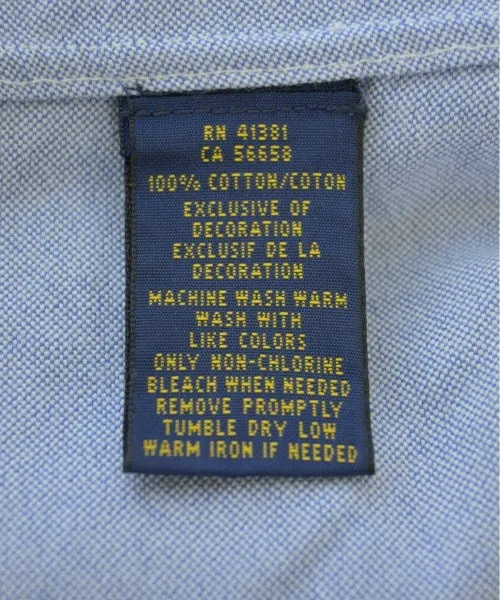 RN 41381
CA 56658
100% COTTON/COTON
EXCLUSIVE OF
DECORATION
EXCLUSIF DE LA
DECORATION
MACHINE WASH WARM
WASH WITH
LIKE COLORS
ONLY NON-CHLORINE
BLEACH WHEN NEEDED
REMOVE PROMPTLY
TUMBLE DRY LOW
WARM IRON IF NEEDED